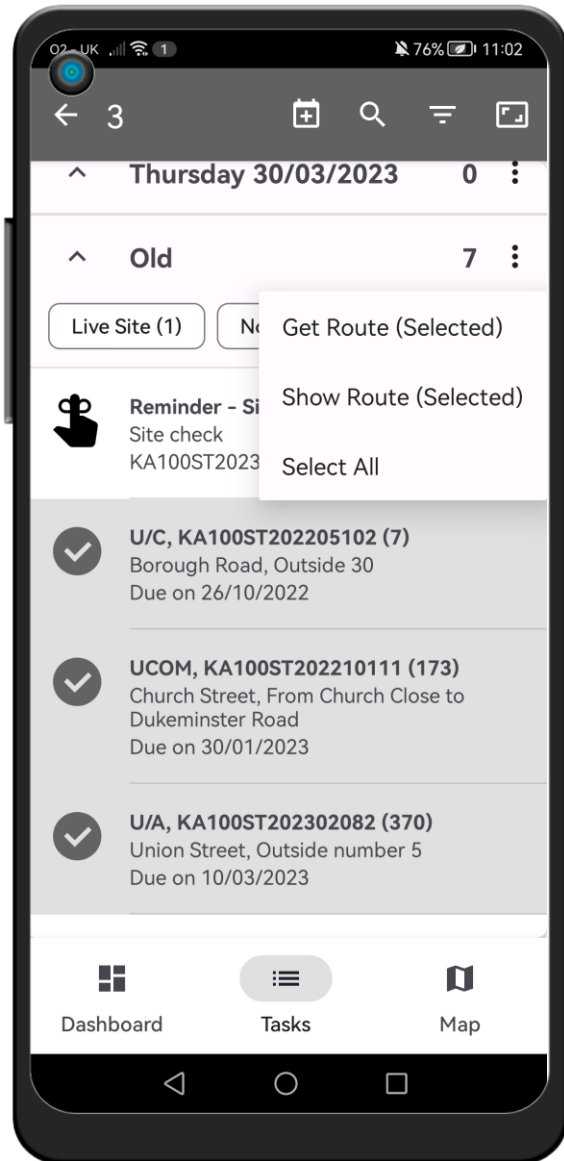 O2 - UK 1 76% 11:02
3
Thursday 30/03/2023 0
Old 7
Live Site (1)
Get Route (Selected)
Show Route (Selected)
Select All
Reminder - Si
Site check
KA100ST2023
U/C, KA100ST202205102 (7)
Borough Road, Outside 30
Due on 26/10/2022
UCOM, KA100ST202210111 (173)
Church Street, From Church Close to
Dukeminster Road
Due on 30/01/2023
U/A, KA100ST202302082 (370)
Union Street, Outside number 5
Due on 10/03/2023
Dashboard Tasks Map